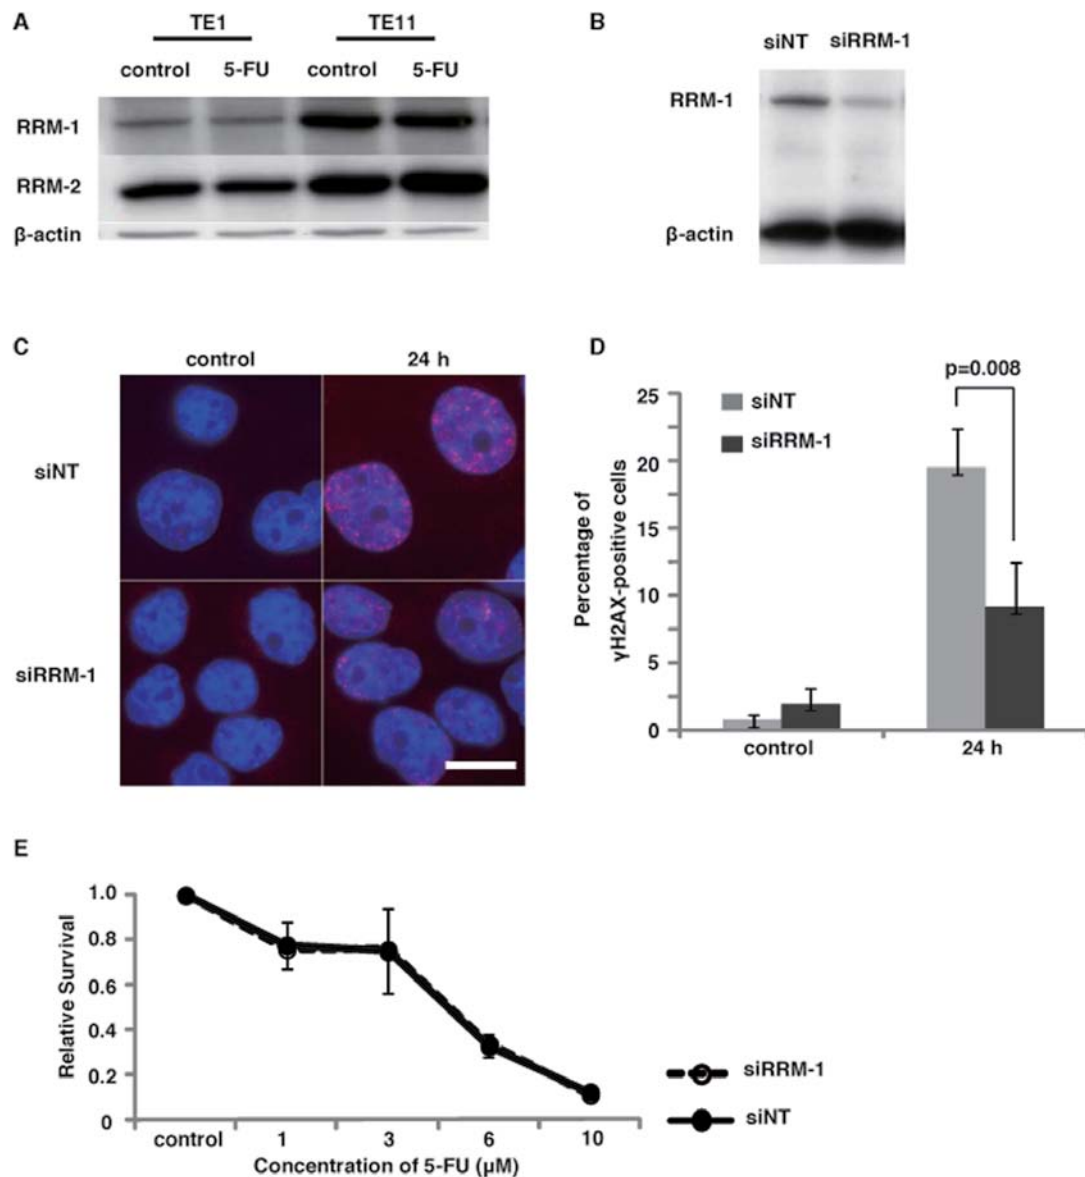 A
TE1 TE11
control 5-FU control 5-FU
RRM-1
RRM-2
β-actin
B
siNT siRRM-1
RRM-1
β-actin
C
control 24 h
siNT
siRRM-1
D
p=0.008
siNT
siRRM-1
Percentage of
γH2AX-positive cells
25
20
15
10
5
0
control 24 h
E
Relative Survival
1.0
0.8
0.6
0.4
0.2
0
control 1 3 6 10
Concentration of 5-FU (μM)
siRRM-1
siNT